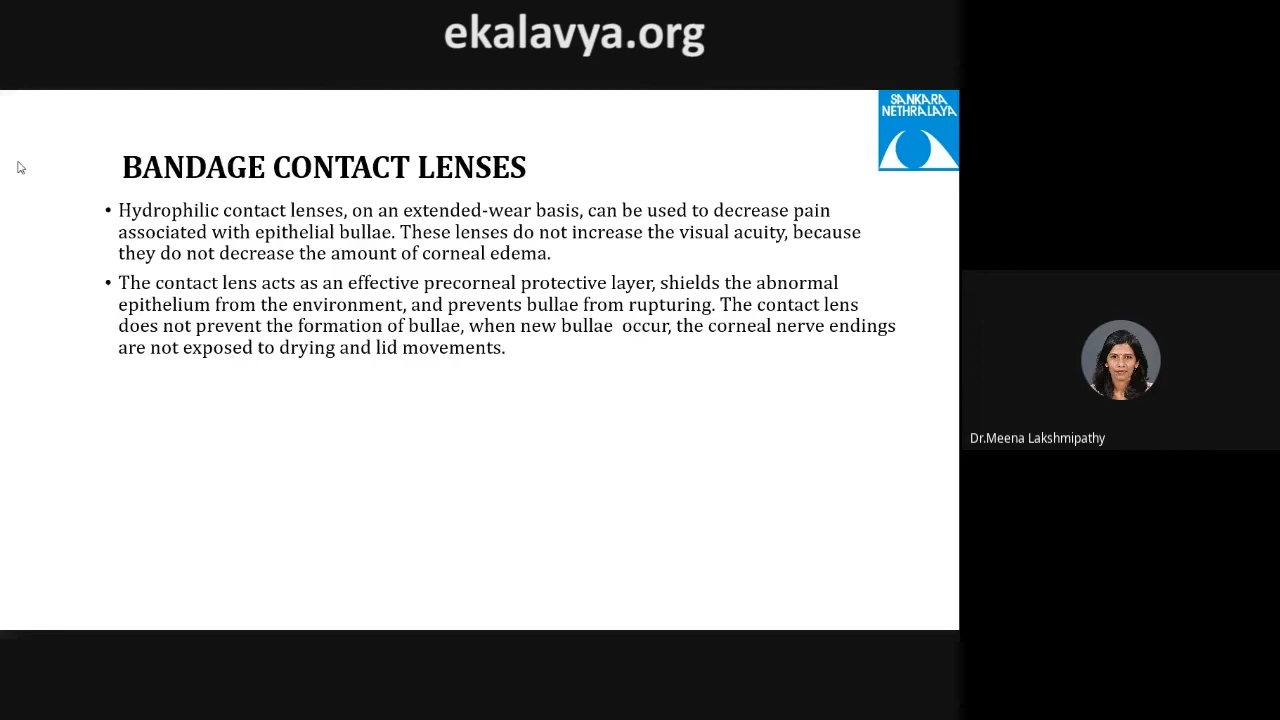 ekalavya.org
SANKARA
NETHRALAYA
BANDAGE CONTACT LENSES
• Hydrophilic contact lenses, on an extended-wear basis, can be used to decrease pain
associated with epithelial bullae. These lenses do not increase the visual acuity, because
they do not decrease the amount of corneal edema.
• The contact lens acts as an effective precorneal protective layer, shields the abnormal
epithelium from the environment, and prevents bullae from rupturing. The contact lens
does not prevent the formation of bullae, when new bullae  occur, the corneal nerve endings
are not exposed to drying and lid movements.
Dr.Meena Lakshmipathy